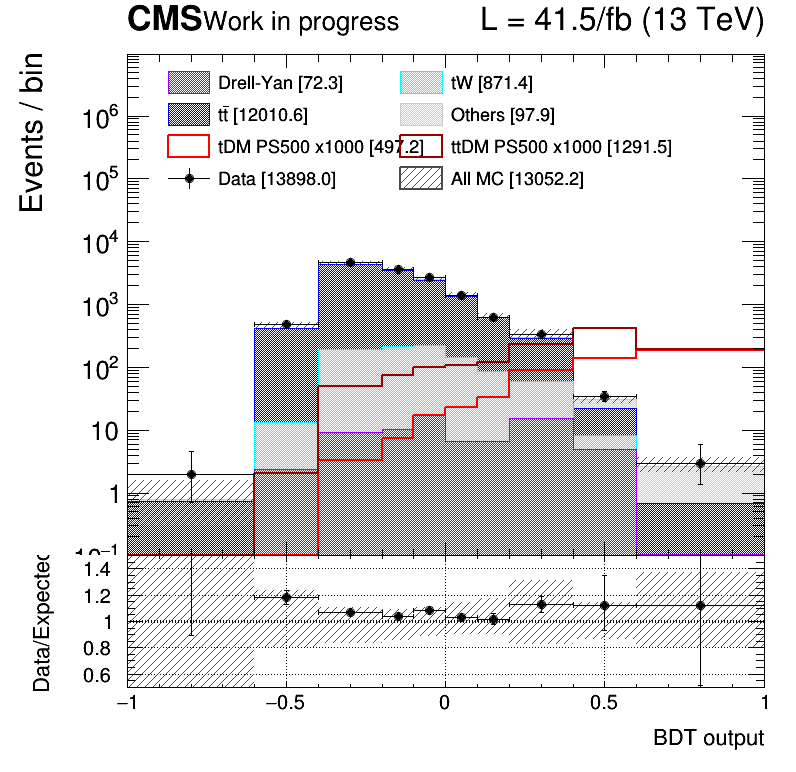 CMS Work in progress L = 41.5/fb (13 TeV)
Events / bin
Drell-Yan [72.3] tW [871.4]
tt̄ [12010.6] Others [97.9]
tDM PS500 x1000 [497.2] ttDM PS500 x1000 [1291.5]
Data [13898.0] All MC [13052.2]
10⁶
10⁵
10⁴
10³
10²
10
1
10⁻¹
Data/Expected
1.4
1.2
1
0.8
0.6
−1 −0.5 0 0.5 1
BDT output